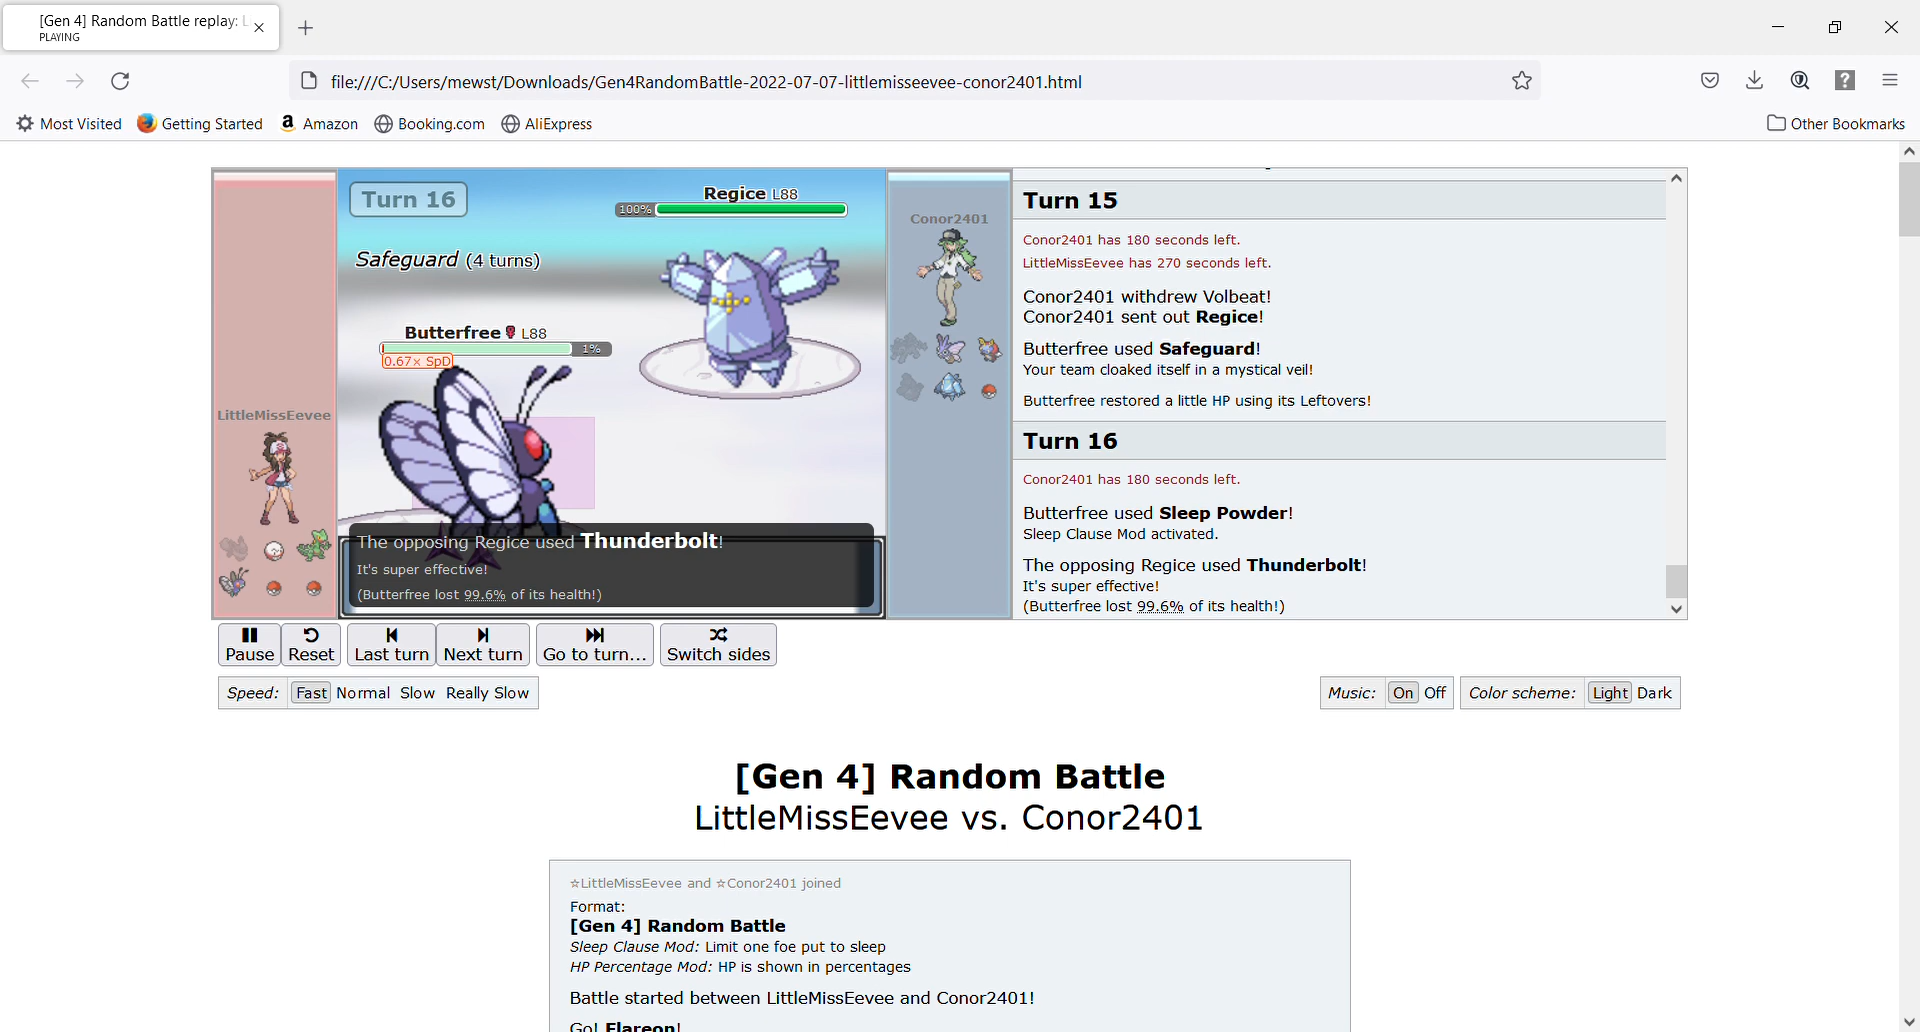 [Gen 4] Random Battle replay: L
PLAYING
file:///C:/Users/mewst/Downloads/Gen4RandomBattle-2022-07-07-littlemisseevee-conor2401.html
Most Visited
Getting Started
Amazon
Booking.com
AliExpress
Other Bookmarks
Turn 16
Regice L88
100%
Safeguard (4 turns)
Butterfree L88
1%
0.67× SpD
LittleMissEevee
The opposing Regice used Thunderbolt!
It's super effective!
(Butterfree lost 99.6% of its health!)
Conor2401
Turn 15
Conor2401 has 180 seconds left.
LittleMissEevee has 270 seconds left.
Conor2401 withdrew Volbeat!
Conor2401 sent out Regice!
Butterfree used Safeguard!
Your team cloaked itself in a mystical veil!
Butterfree restored a little HP using its Leftovers!
Turn 16
Conor2401 has 180 seconds left.
Butterfree used Sleep Powder!
Sleep Clause Mod activated.
The opposing Regice used Thunderbolt!
It's super effective!
(Butterfree lost 99.6% of its health!)
Pause
Reset
Last turn
Next turn
Go to turn...
Switch sides
Speed: Fast Normal Slow Really Slow
Music: On Off
Color scheme: Light Dark
[Gen 4] Random Battle
LittleMissEevee vs. Conor2401
☆LittleMissEevee and ☆Conor2401 joined
Format:
[Gen 4] Random Battle
Sleep Clause Mod: Limit one foe put to sleep
HP Percentage Mod: HP is shown in percentages
Battle started between LittleMissEevee and Conor2401!
Go! Flareon!